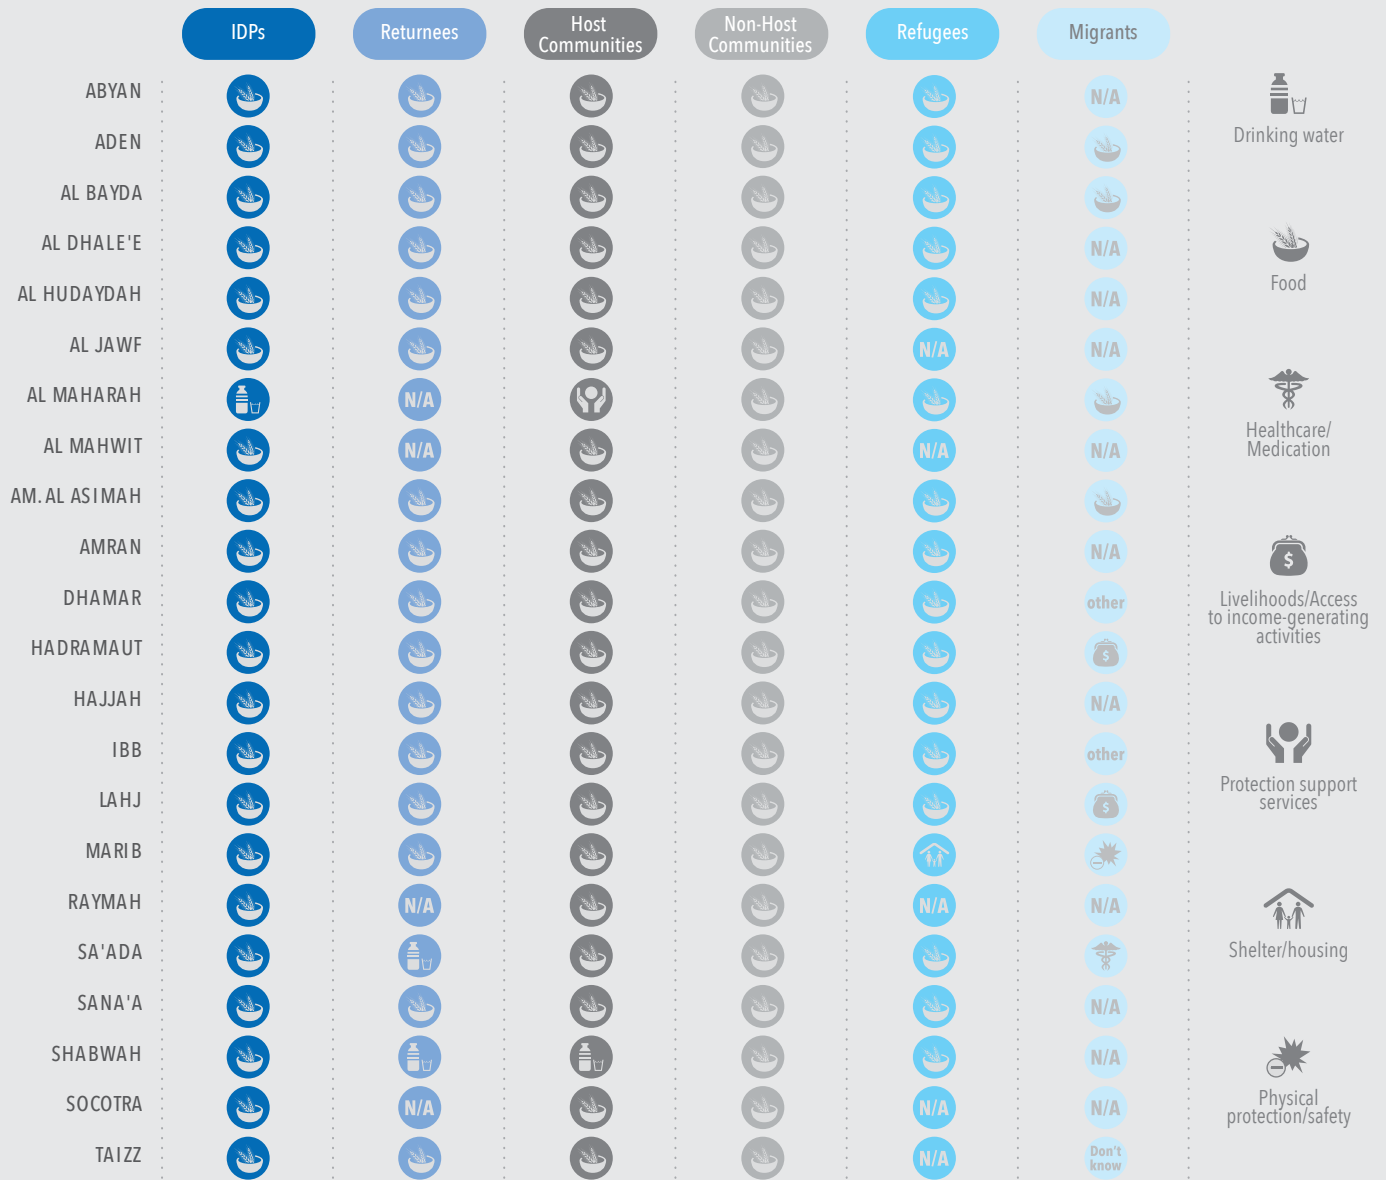 IDPs
Returnees
Host
Communities
Non-Host
Communities
Refugees
Migrants
ABYAN
N/A
Drinking water
ADEN
AL BAYDA
AL DHALE'E
N/A
Food
AL HUDAYDAH
N/A
AL JAWF
N/A
N/A
AL MAHARAH
N/A
Healthcare/
Medication
AL MAHWIT
N/A
N/A
N/A
AM. AL ASIMAH
AMRAN
N/A
$
Livelihoods/Access
to income-generating
activities
DHAMAR
other
HADRAMAUT
$
HAJJAH
N/A
IBB
other
Protection support
services
LAHJ
$
MARIB
RAYMAH
N/A
N/A
N/A
Shelter/housing
SA'ADA
SANA'A
N/A
SHABWAH
N/A
Physical
protection/safety
SOCOTRA
N/A
N/A
N/A
TAIZZ
N/A
Don't
know